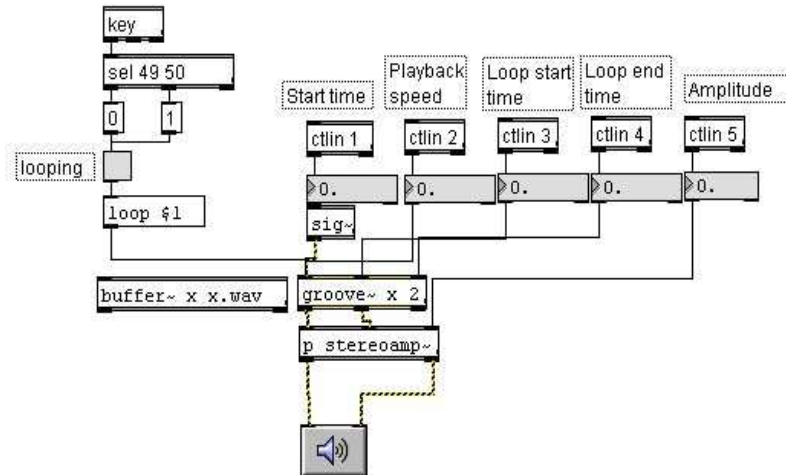 key
sel 49 50
0
1
looping
loop $1
Start time
Playback
speed
Loop start
time
Loop end
time
Amplitude
ctlin 1
ctlin 2
ctlin 3
ctlin 4
ctlin 5
0.
0.
0.
0.
0.
sig~
buffer~ x x.wav
groove~ x 2
p stereoamp~